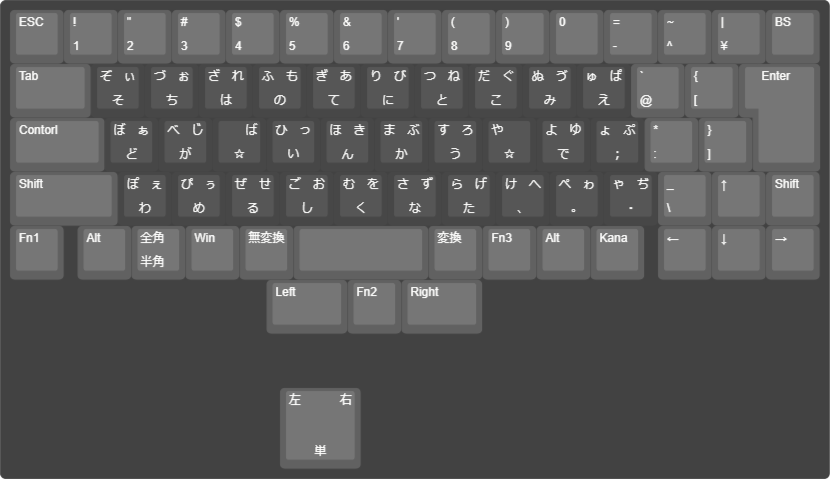 ESC ! " # $ % & ' ( ) 0 = ~ | BS
1 2 3 4 5 6 7 8 9 - ^ ¥
Tab ぞ ぃ づ ぉ ざ れ ふ も ぎ あ り び つ ね だ ぐ ぬ ゔ ゅ ぱ ` { Enter
そ ち は の て に と こ み え @ [
Contorl ぼ ぁ べ じ ば ひ っ ほ き ま ぶ す ろ や よ ゆ ょ ぷ * }
ど が ☆ い ん か う ☆ で ; : ]
Shift ぽ ぇ ぴ ぅ ぜ せ ご お む を さ ず ら げ け へ ぺ ゎ ゃ ぢ _ ↑ Shift
わ め る し く な た 、 。 ・ \
Fn1 Alt 全角 Win 無変換 変換 Fn3 Alt Kana ← ↓ →
半角
Left Fn2 Right
左 右
単